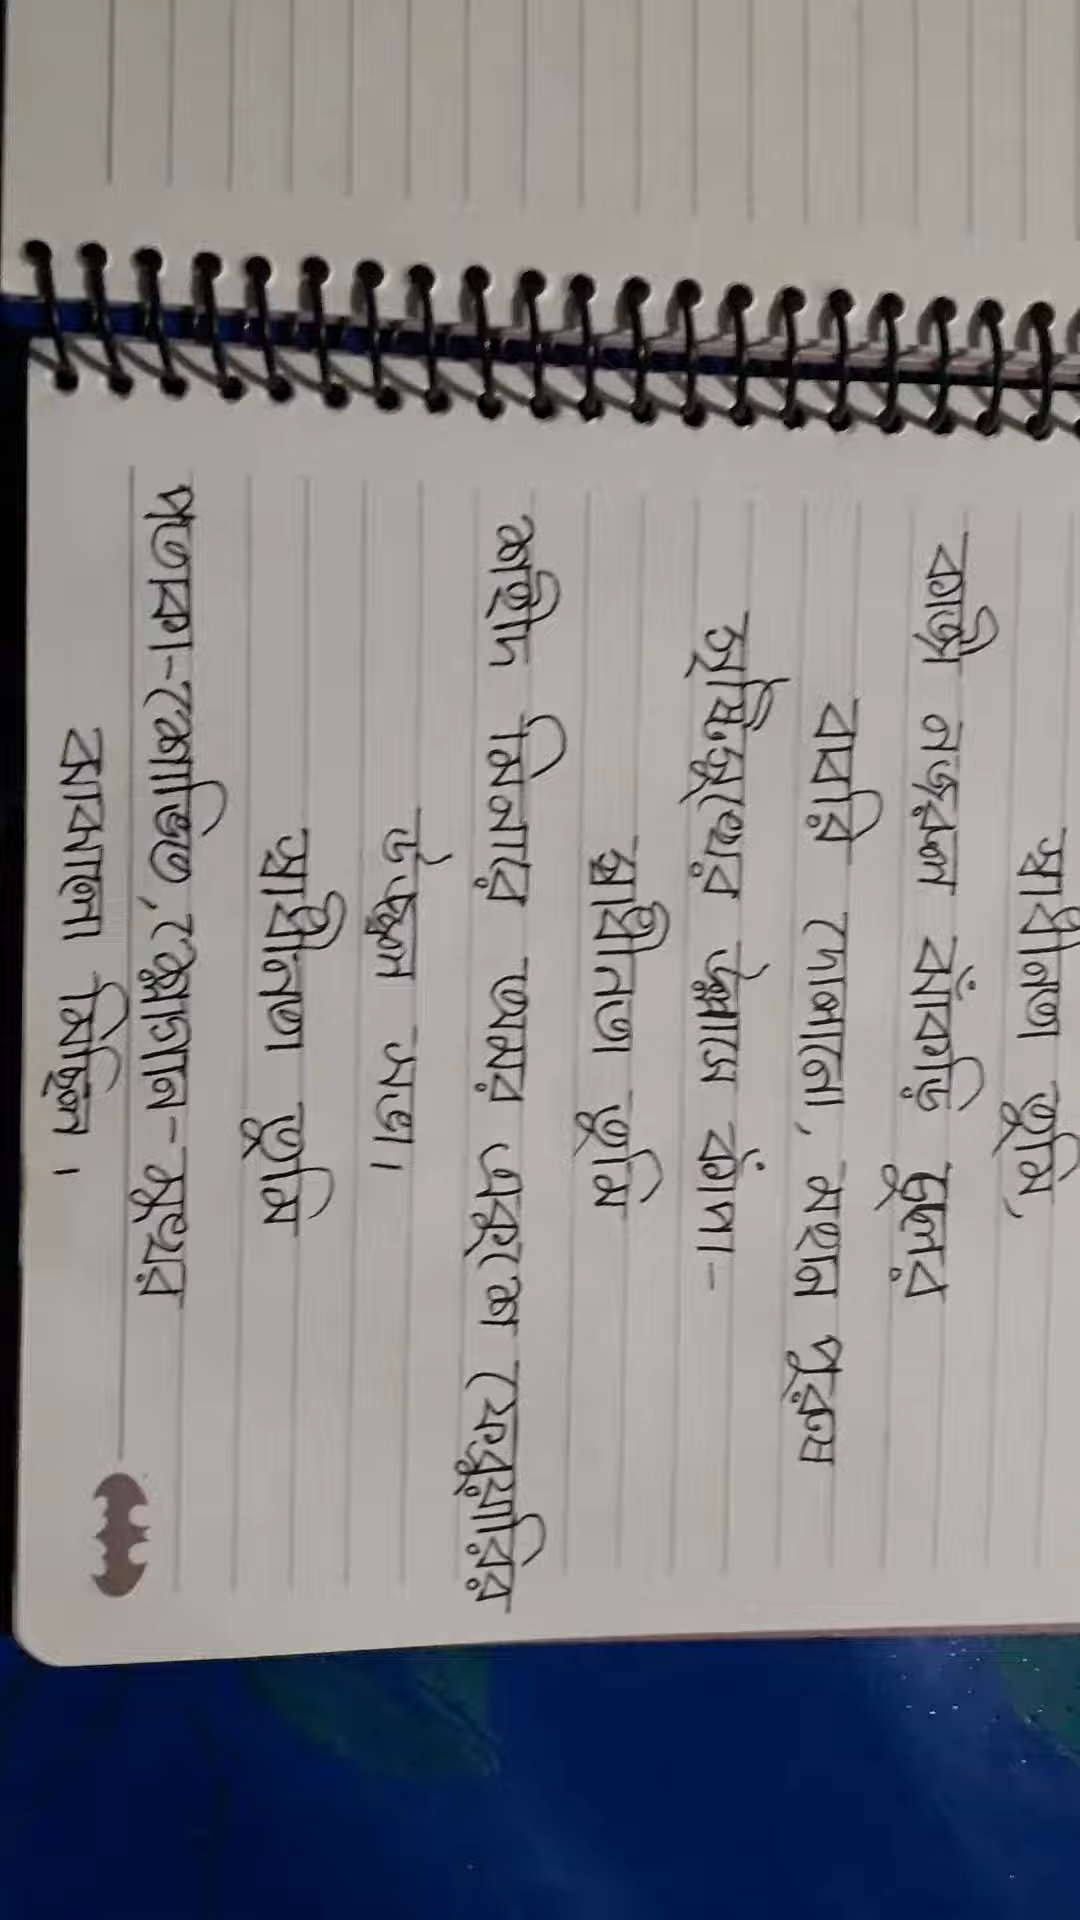 স্বাধীনতা তুমি,
কাজী নজরুল ঝাঁকড়া চুলের
বাবরি দোলানো, মহান পুরুষ
সৃষ্টিসুখের উল্লাসে কাঁপা-
স্বাধীনতা তুমি
শহীদ মিনারে অমর একুশে ফেব্রুয়ারির
উজ্জ্বল সভা।
স্বাধীনতা তুমি
পতাকা-শোভিত, শ্লোগান-মুখর
ঝাঁঝালো মিছিল।